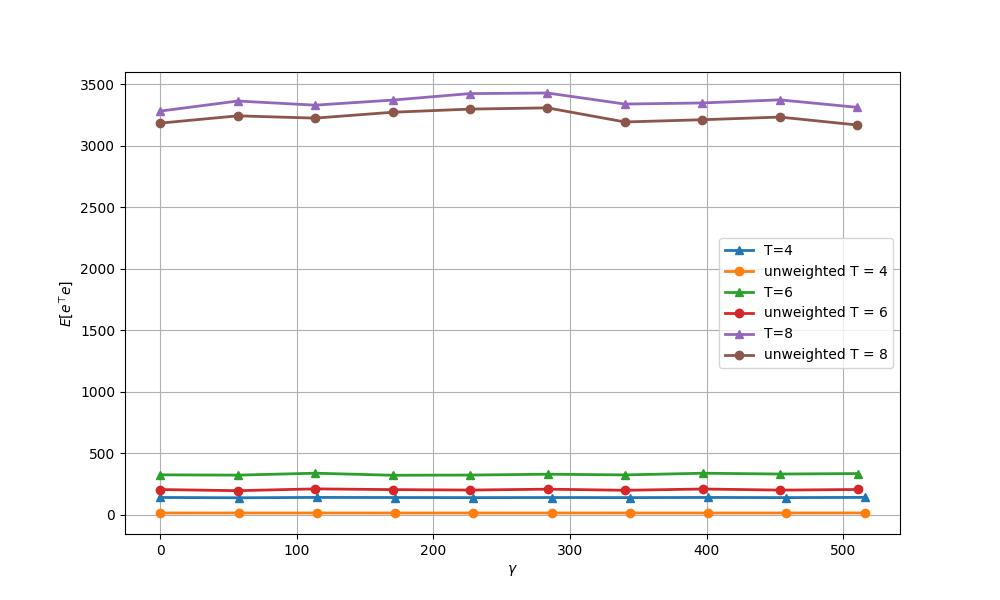 3500
3000
2500
2000
1500
1000
500
0
E[e⊤e]
T=4
unweighted T = 4
T=6
unweighted T = 6
T=8
unweighted T = 8
0 100 200 300 400 500
γ